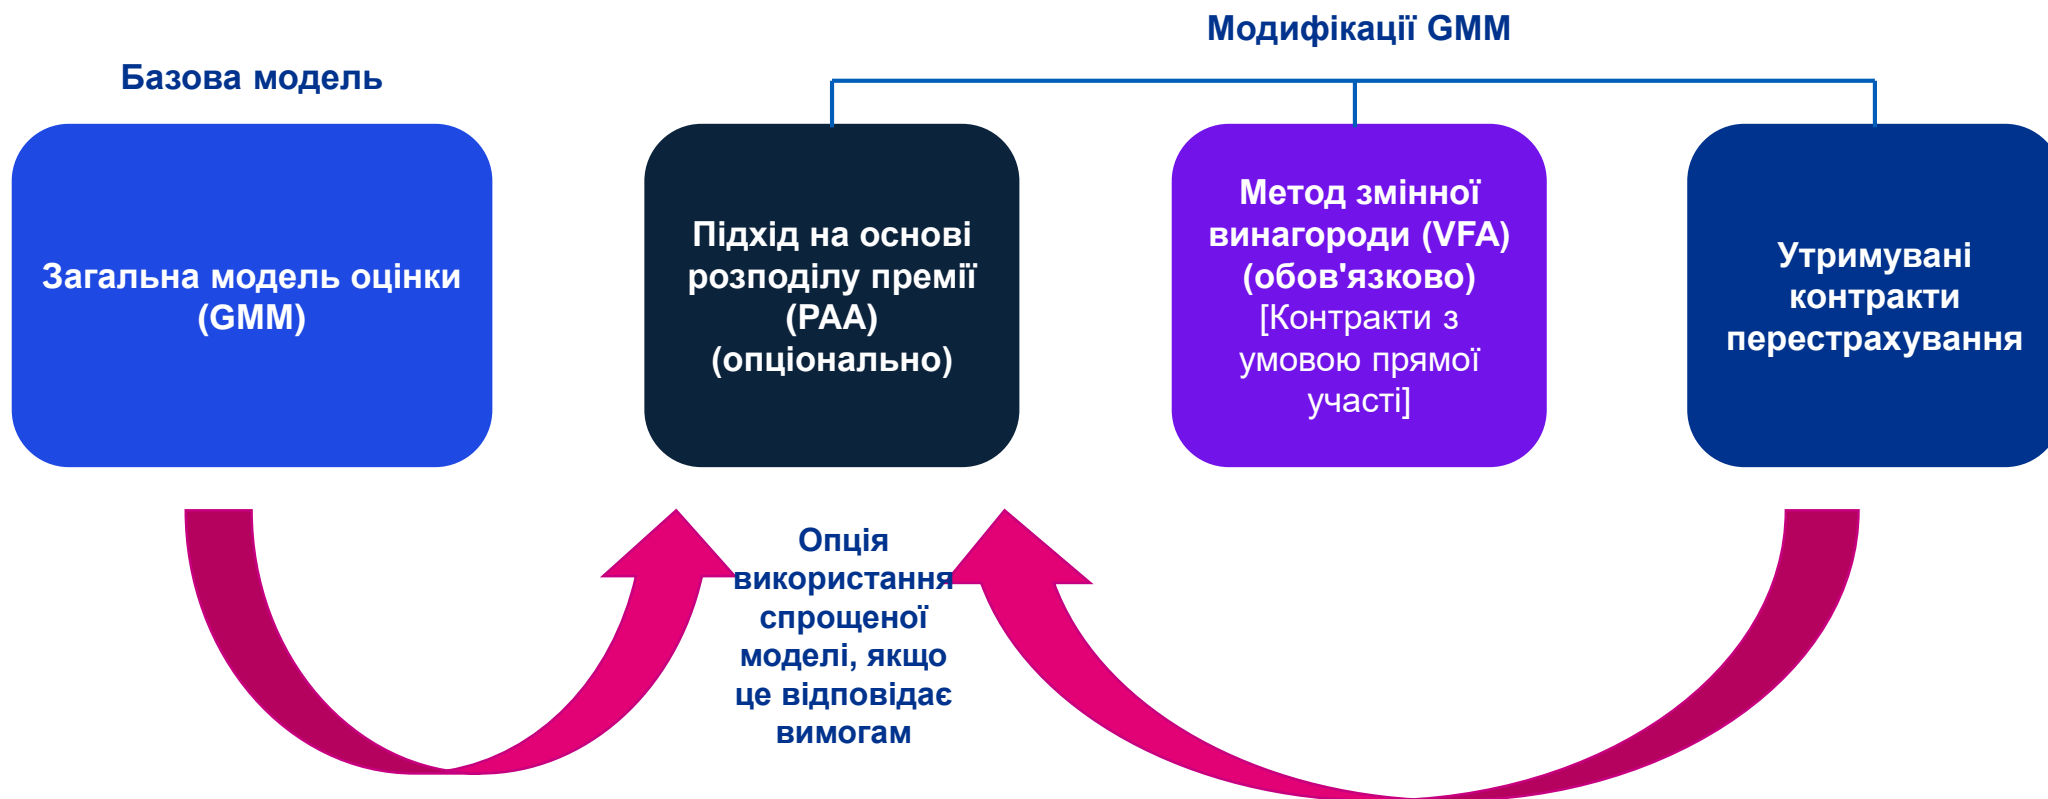 Модифікації GMM
Базова модель
Загальна модель оцінки
(GMM)
Підхід на основі
розподілу премії
(PAA)
(опціонально)
Метод змінної
винагороди (VFA)
(обов'язково)
[Контракти з
умовою прямої
участі]
Утримувані
контракти
перестрахування
Опція
використання
спрощеної
моделі, якщо
це відповідає
вимогам